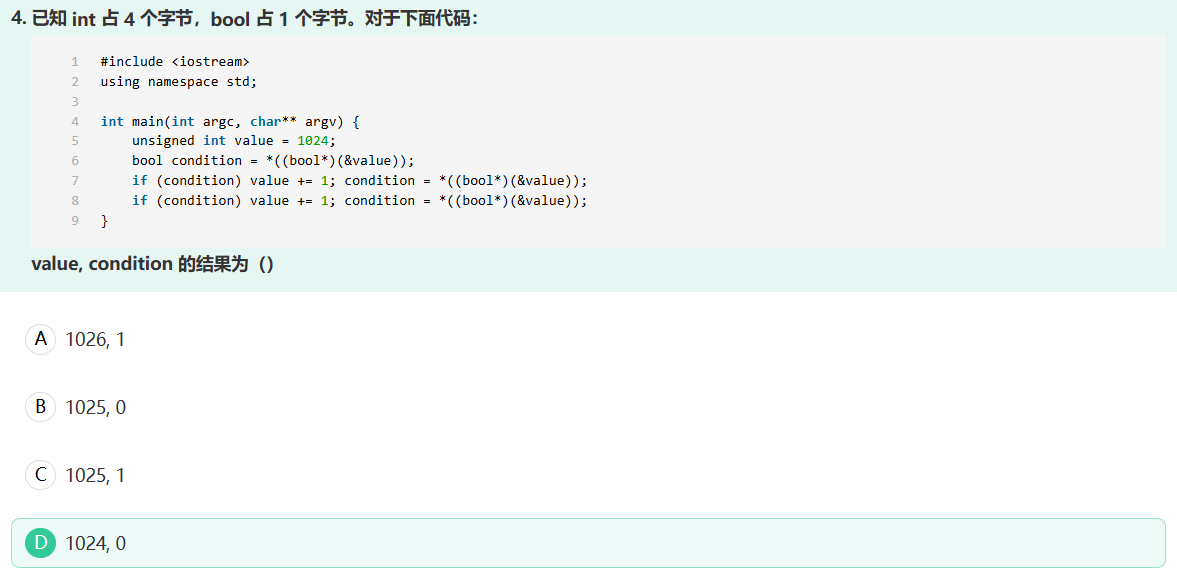 4. 已知 int 占 4 个字节，bool 占 1 个字节。对于下面代码：
1 #include <iostream>
2 using namespace std;
3
4 int main(int argc, char** argv) {
5     unsigned int value = 1024;
6     bool condition = *((bool*)(&value));
7     if (condition) value += 1; condition = *((bool*)(&value));
8     if (condition) value += 1; condition = *((bool*)(&value));
9 }
value, condition 的结果为（）
A 1026, 1
B 1025, 0
C 1025, 1
D 1024, 0